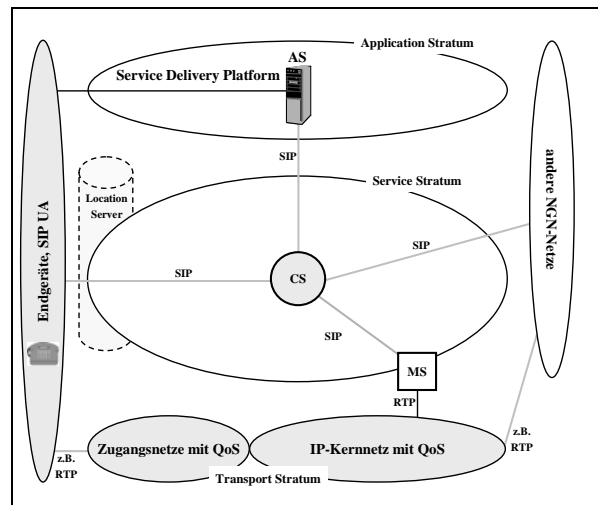 Application Stratum
AS
Service Delivery Platform
SIP
Service Stratum
Location
Server
andere NGN-Netze
Endgeräte, SIP UA
SIP
SIP
CS
SIP
MS
RTP
Zugangsnetze mit QoS
IP-Kernnetz mit QoS
z.B.
RTP
z.B.
RTP
Transport Stratum